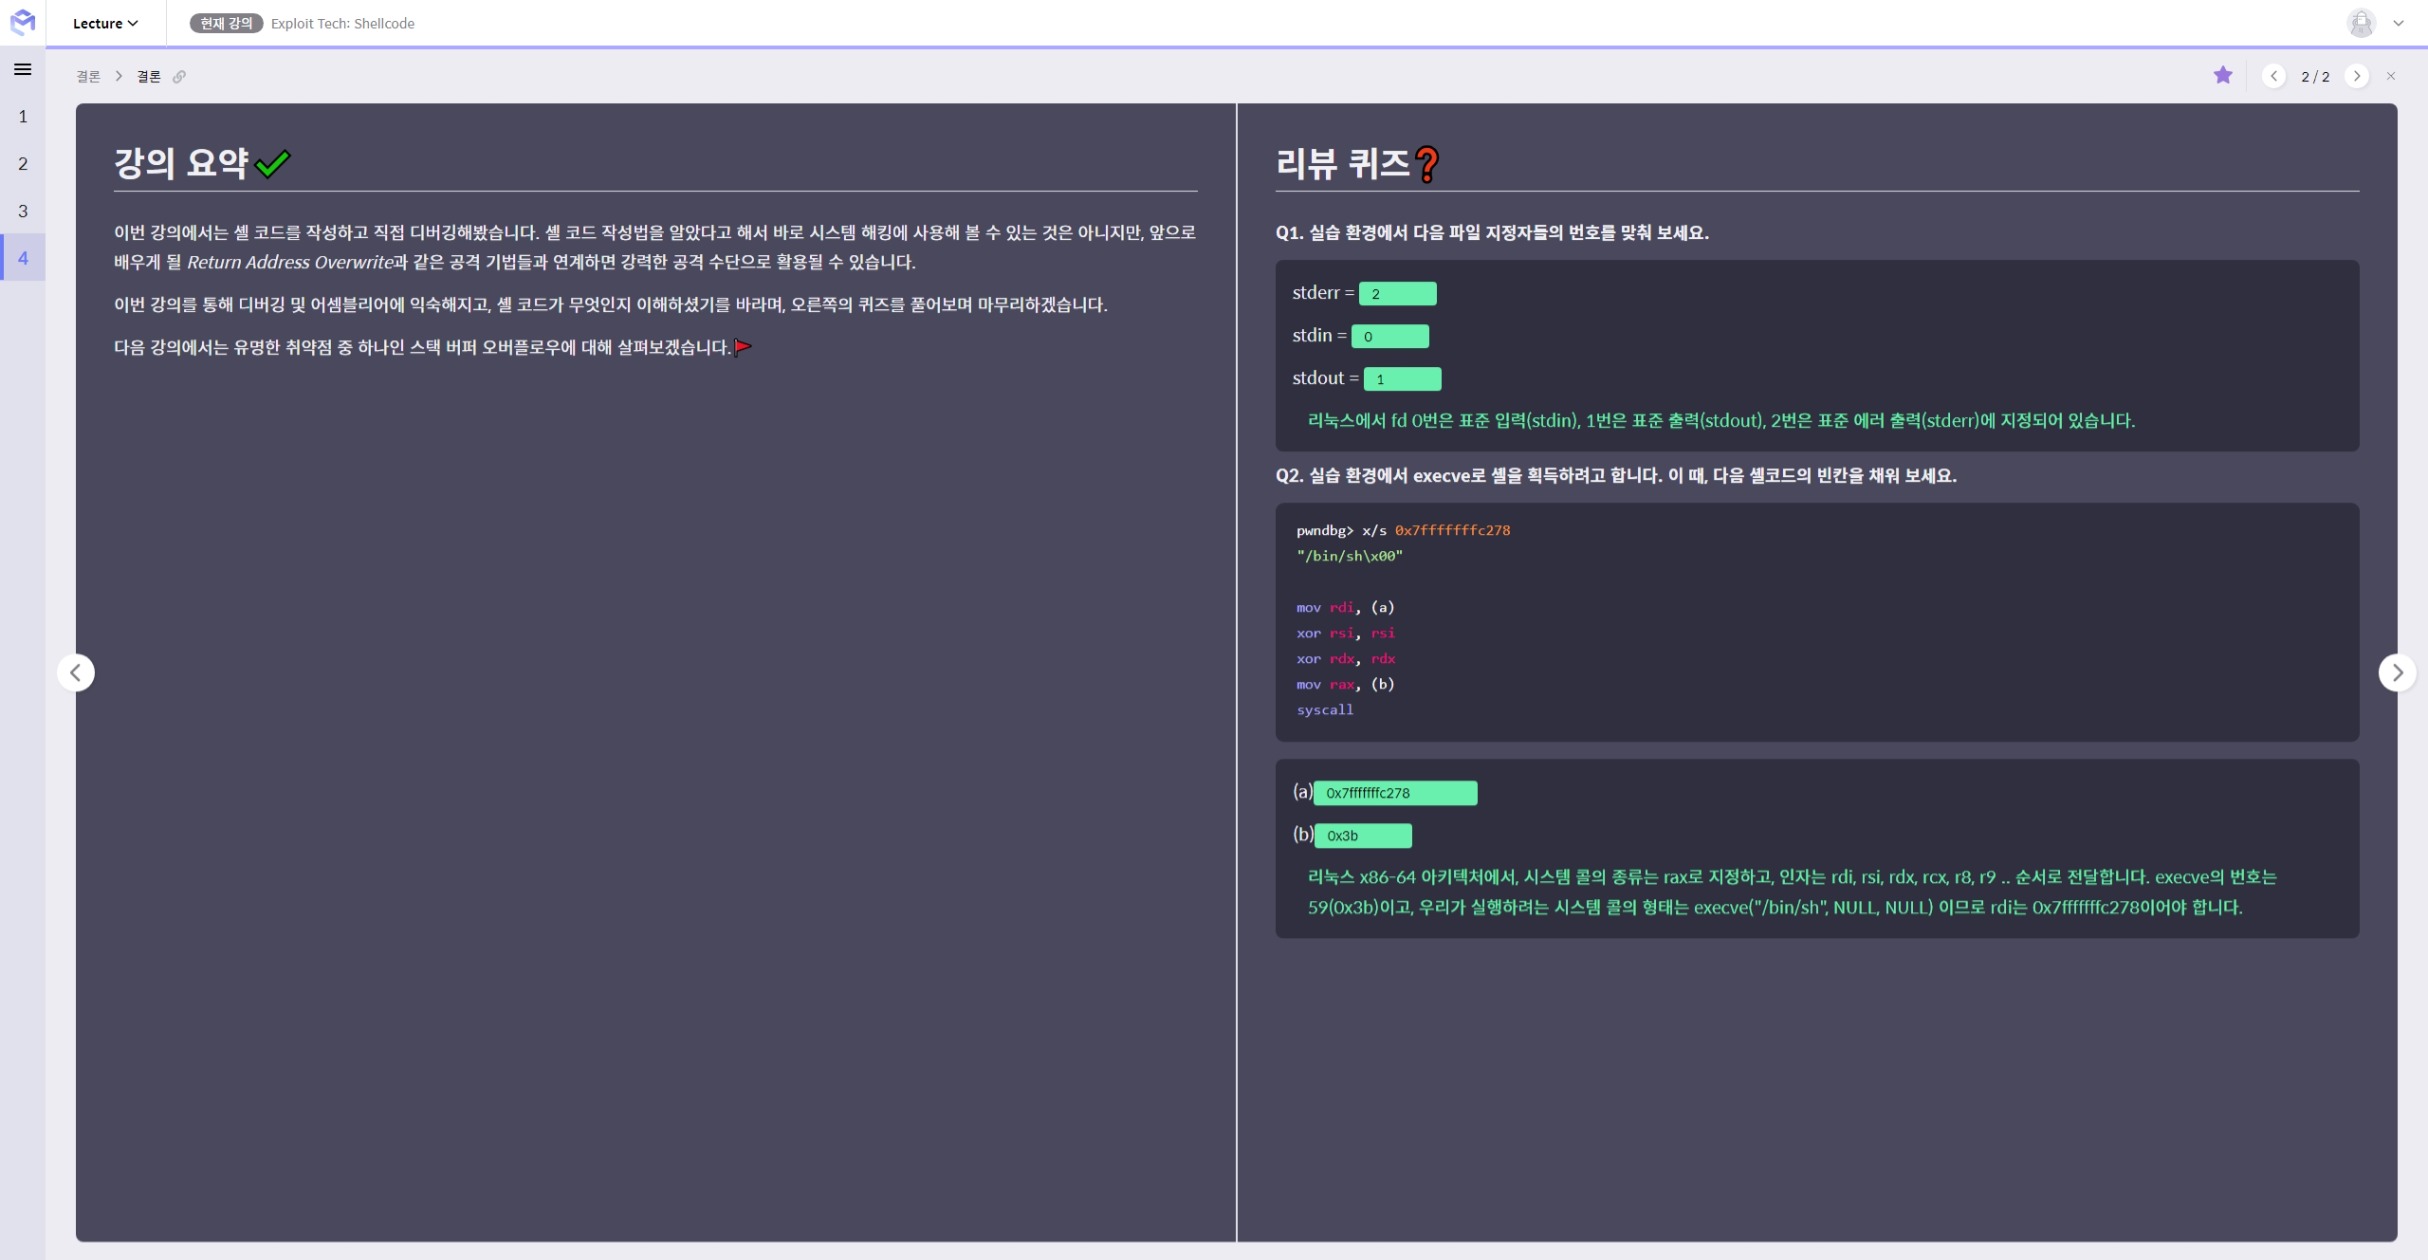 Lecture
현재 강의 Exploit Tech: Shellcode
결론 > 결론
2 / 2
1
2
3
4
강의 요약
이번 강의에서는 셸 코드를 작성하고 직접 디버깅해봤습니다. 셸 코드 작성법을 알았다고 해서 바로 시스템 해킹에 사용해 볼 수 있는 것은 아니지만, 앞으로
배우게 될 Return Address Overwrite과 같은 공격 기법들과 연계하면 강력한 공격 수단으로 활용될 수 있습니다.
이번 강의를 통해 디버깅 및 어셈블리어에 익숙해지고, 셸 코드가 무엇인지 이해하셨기를 바라며, 오른쪽의 퀴즈를 풀어보며 마무리하겠습니다.
다음 강의에서는 유명한 취약점 중 하나인 스택 버퍼 오버플로우에 대해 살펴보겠습니다.
리뷰 퀴즈❓
Q1. 실습 환경에서 다음 파일 지정자들의 번호를 맞춰 보세요.
stderr = 2
stdin = 0
stdout = 1
리눅스에서 fd 0번은 표준 입력(stdin), 1번은 표준 출력(stdout), 2번은 표준 에러 출력(stderr)에 지정되어 있습니다.
Q2. 실습 환경에서 execve로 셸을 획득하려고 합니다. 이 때, 다음 셸코드의 빈칸을 채워 보세요.
pwndbg> x/s 0x7fffffffc278
"/bin/sh\x00"
mov rdi, (a)
xor rsi, rsi
xor rdx, rdx
mov rax, (b)
syscall
(a) 0x7fffffffc278
(b) 0x3b
리눅스 x86-64 아키텍처에서, 시스템 콜의 종류는 rax로 지정하고, 인자는 rdi, rsi, rdx, rcx, r8, r9 .. 순서로 전달합니다. execve의 번호는
59(0x3b)이고, 우리가 실행하려는 시스템 콜의 형태는 execve("/bin/sh", NULL, NULL) 이므로 rdi는 0x7fffffffc278이어야 합니다.